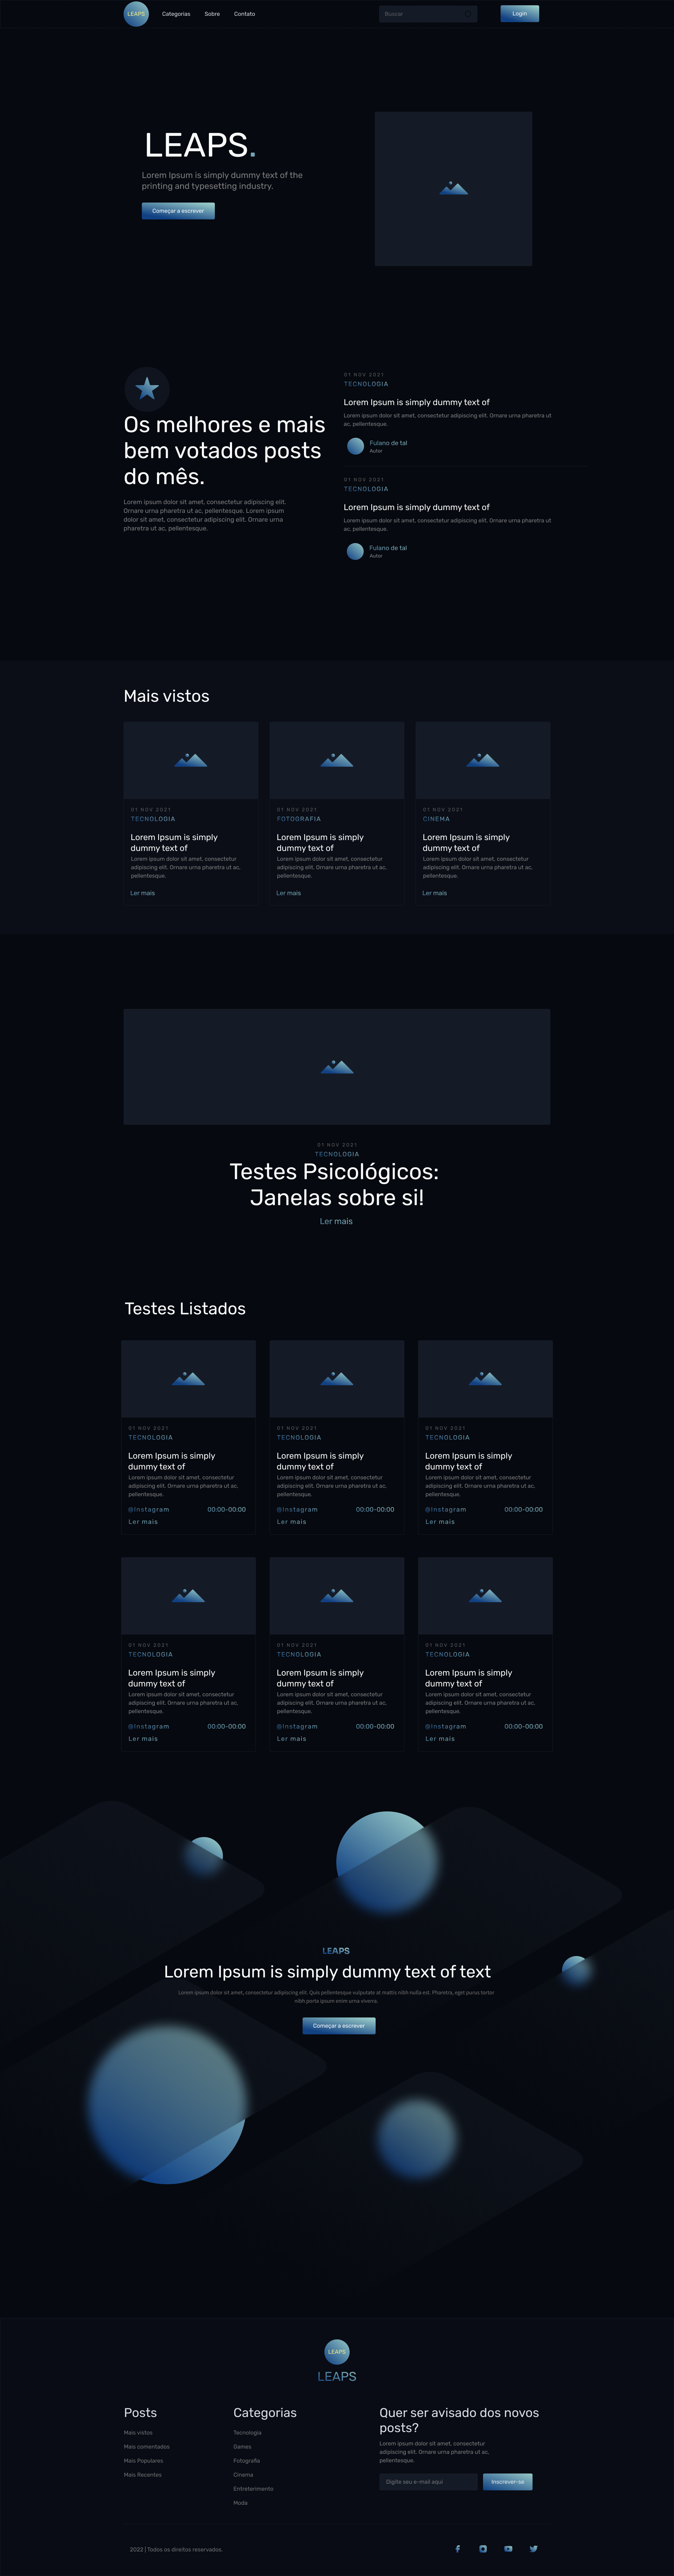 LEAPS
Categorias
Sobre
Contato
Buscar
Login
LEAPS.
Lorem Ipsum is simply dummy text of the
printing and typesetting industry.
Começar a escrever
Os melhores e mais
bem votados posts
do mês.
Lorem ipsum dolor sit amet, consectetur adipiscing elit.
Ornare urna pharetra ut ac, pellentesque. Lorem ipsum
dolor sit amet, consectetur adipiscing elit. Ornare urna
pharetra ut ac, pellentesque.
01 NOV 2021
TECNOLOGIA
Lorem Ipsum is simply dummy text of
Lorem ipsum dolor sit amet, consectetur adipiscing elit. Ornare urna pharetra ut
ac, pellentesque.
Fulano de tal
Autor
01 NOV 2021
TECNOLOGIA
Lorem Ipsum is simply dummy text of
Lorem ipsum dolor sit amet, consectetur adipiscing elit. Ornare urna pharetra ut
ac, pellentesque.
Fulano de tal
Autor
Mais vistos
01 NOV 2021
TECNOLOGIA
Lorem Ipsum is simply
dummy text of
Lorem ipsum dolor sit amet, consectetur
adipiscing elit. Ornare urna pharetra ut ac,
pellentesque.
Ler mais
01 NOV 2021
FOTOGRAFIA
Lorem Ipsum is simply
dummy text of
Lorem ipsum dolor sit amet, consectetur
adipiscing elit. Ornare urna pharetra ut ac,
pellentesque.
Ler mais
01 NOV 2021
CINEMA
Lorem Ipsum is simply
dummy text of
Lorem ipsum dolor sit amet, consectetur
adipiscing elit. Ornare urna pharetra ut ac,
pellentesque.
Ler mais
01 NOV 2021
TECNOLOGIA
Testes Psicológicos:
Janelas sobre si!
Ler mais
Testes Listados
01 NOV 2021
TECNOLOGIA
Lorem Ipsum is simply
dummy text of
Lorem ipsum dolor sit amet, consectetur
adipiscing elit. Ornare urna pharetra ut ac,
pellentesque.
@Instagram 00:00-00:00
Ler mais
01 NOV 2021
TECNOLOGIA
Lorem Ipsum is simply
dummy text of
Lorem ipsum dolor sit amet, consectetur
adipiscing elit. Ornare urna pharetra ut ac,
pellentesque.
@Instagram 00:00-00:00
Ler mais
01 NOV 2021
TECNOLOGIA
Lorem Ipsum is simply
dummy text of
Lorem ipsum dolor sit amet, consectetur
adipiscing elit. Ornare urna pharetra ut ac,
pellentesque.
@Instagram 00:00-00:00
Ler mais
01 NOV 2021
TECNOLOGIA
Lorem Ipsum is simply
dummy text of
Lorem ipsum dolor sit amet, consectetur
adipiscing elit. Ornare urna pharetra ut ac,
pellentesque.
@Instagram 00:00-00:00
Ler mais
01 NOV 2021
TECNOLOGIA
Lorem Ipsum is simply
dummy text of
Lorem ipsum dolor sit amet, consectetur
adipiscing elit. Ornare urna pharetra ut ac,
pellentesque.
@Instagram 00:00-00:00
Ler mais
01 NOV 2021
TECNOLOGIA
Lorem Ipsum is simply
dummy text of
Lorem ipsum dolor sit amet, consectetur
adipiscing elit. Ornare urna pharetra ut ac,
pellentesque.
@Instagram 00:00-00:00
Ler mais
LEAPS
Lorem Ipsum is simply dummy text of text
Lorem ipsum dolor sit amet, consectetur adipiscing elit. Quis pellentesque vulputate at mattis nibh nulla est. Pharetra, eget purus tortor
nibh porta ipsum enim urna viverra.
Começar a escrever
LEAPS
LEAPS
Posts
Mais vistos
Mais comentados
Mais Populares
Mais Recentes
Categorias
Tecnologia
Games
Fotografia
Cinema
Entreterimento
Moda
Quer ser avisado dos novos
posts?
Lorem ipsum dolor sit amet, consectetur
adipiscing elit. Ornare urna pharetra ut ac,
pellentesque.
Digite seu e-mail aqui
Inscrever-se
2022 | Todos os direitos reservados.